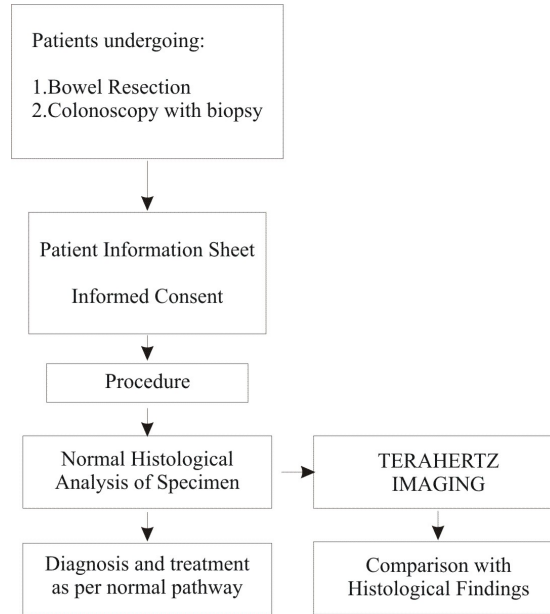 Patients undergoing:
1.Bowel Resection
2.Colonoscopy with biopsy
Patient Information Sheet
Informed Consent
Procedure
Normal Histological
Analysis of Specimen
TERAHERTZ
IMAGING
Diagnosis and treatment
as per normal pathway
Comparison with
Histological Findings